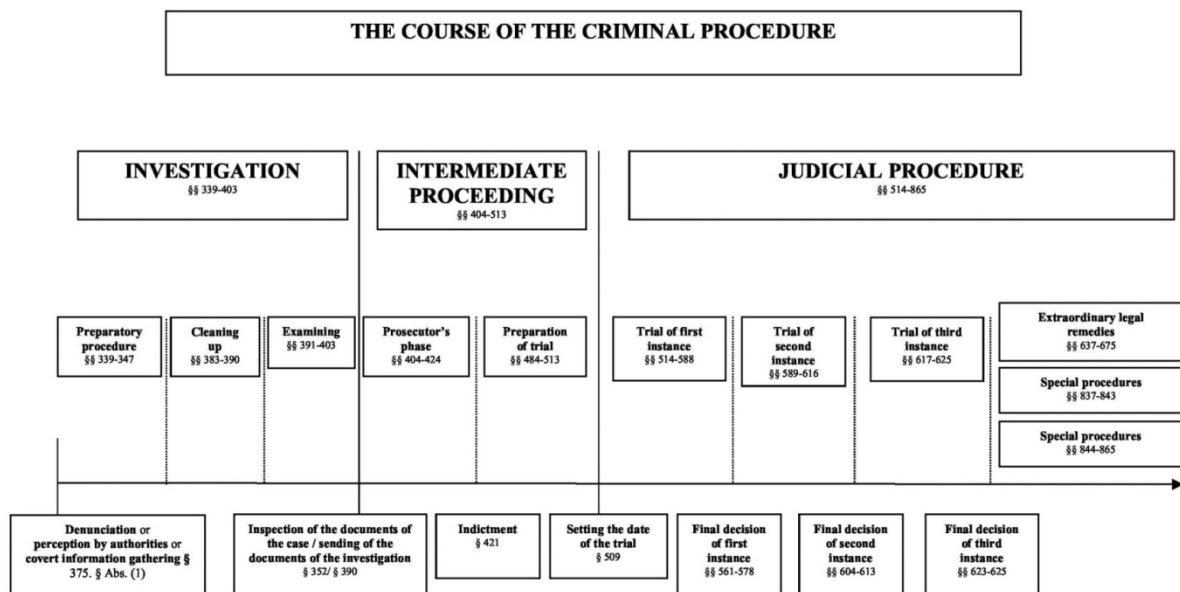 THE COURSE OF THE CRIMINAL PROCEDURE
INVESTIGATION
§§ 339-403
INTERMEDIATE
PROCEEDING
§§ 404-513
JUDICIAL PROCEDURE
§§ 514-865
Preparatory
procedure
§§ 339-347
Cleaning
up
§§ 383-390
Examining
§§ 391-403
Prosecutor's
phase
§§ 404-424
Preparation
of trial
§§ 484-513
Trial of first
instance
§§ 514-588
Trial of
second
instance
§§ 589-616
Trial of third
instance
§§ 617-625
Extraordinary legal
remedies
§§ 637-675
Special procedures
§§ 837-843
Special procedures
§§ 844-865
Denunciation or
perception by authorities or
covert information gathering §
375. § Abs. (1)
Inspection of the documents of
the case / sending of the
documents of the investigation
§ 352/ § 390
Indictment
§ 421
Setting the date
of the trial
§ 509
Final decision of
first
instance
§§ 561-578
Final decision
of second
instance
§§ 604-613
Final decision
of third
instance
§§ 623-625